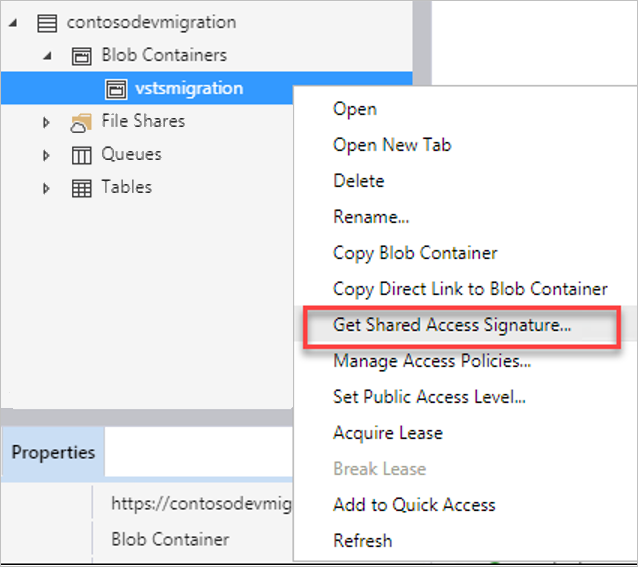 contosodevmigration
Blob Containers
vstsmigration
File Shares
Queues
Tables
Open
Open New Tab
Delete
Rename...
Copy Blob Container
Copy Direct Link to Blob Container
Get Shared Access Signature...
Manage Access Policies...
Set Public Access Level...
Acquire Lease
Break Lease
Add to Quick Access
Refresh
Properties
https://contosodevmig
Blob Container